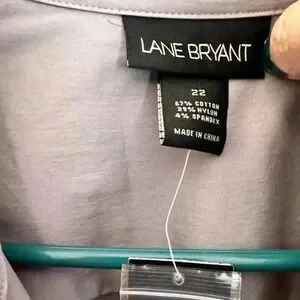 LANE BRYANT
22
67% COTTON
29% NYLON
4% SPANDEX
MADE IN CHINA